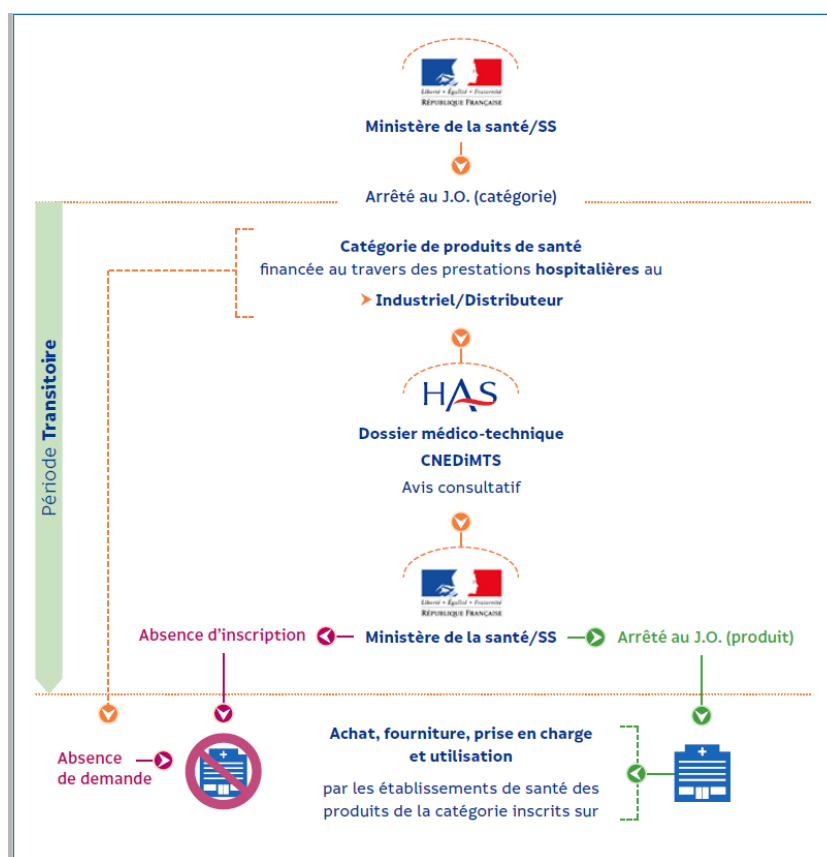 Liberté • Égalité • Fraternité
RÉPUBLIQUE FRANÇAISE
Ministère de la santé/SS
Arrêté au J.O. (catégorie)
Catégorie de produits de santé
financée au travers des prestations hospitalières au
Industriel/Distributeur
Période Transitoire
HAS
Dossier médico-technique
CNEDiMTS
Avis consultatif
Liberté • Égalité • Fraternité
RÉPUBLIQUE FRANÇAISE
Absence d'inscription
Ministère de la santé/SS
Arrêté au J.O. (produit)
Absence
de demande
Achat, fourniture, prise en charge
et utilisation
par les établissements de santé des
produits de la catégorie inscrits sur